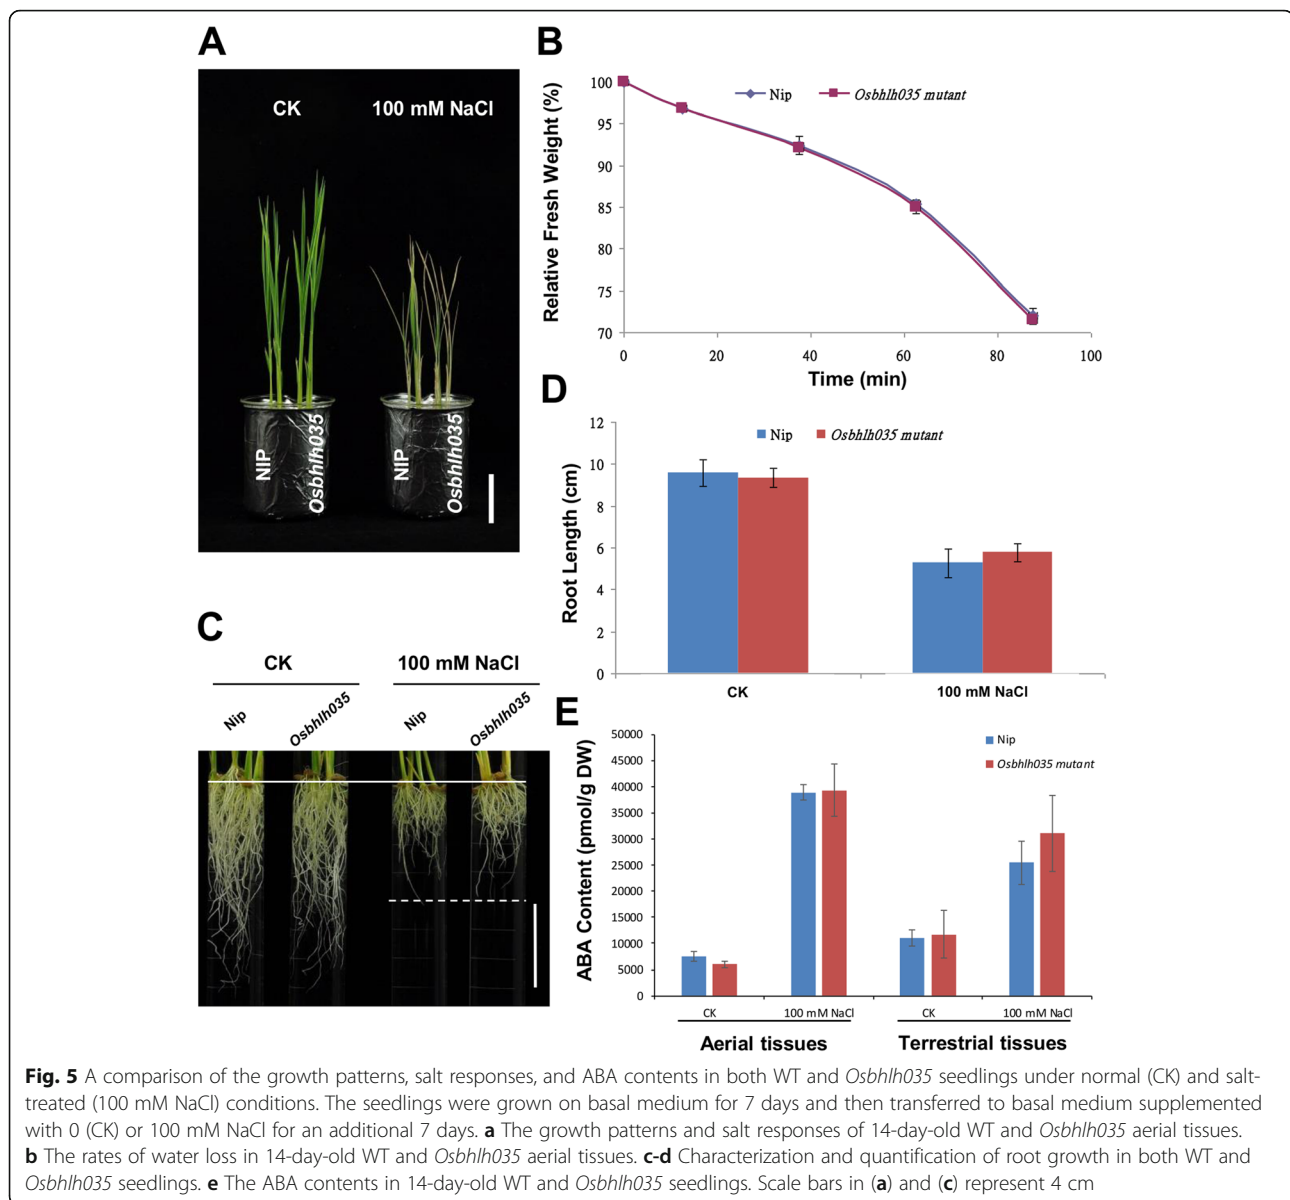 A
CK 100 mM NaCl
NIP
Osbhlh035
NIP
Osbhlh035
B
Nip Osbhlh035 mutant
Relative Fresh Weight (%)
100
95
90
85
80
75
70
0 20 40 60 80 100
Time (min)
C
CK 100 mM NaCl
Nip
Osbhlh035
Nip
Osbhlh035
D
Nip Osbhlh035 mutant
Root Length (cm)
12
10
8
6
4
2
0
CK 100 mM NaCl
E
Nip
Osbhlh035 mutant
ABA Content (pmol/g DW)
50000
45000
40000
35000
30000
25000
20000
15000
10000
5000
0
CK 100 mM NaCl CK 100 mM NaCl
Aerial tissues Terrestrial tissues
Fig. 5 A comparison of the growth patterns, salt responses, and ABA contents in both WT and Osbhlh035 seedlings under normal (CK) and salt-
treated (100 mM NaCl) conditions. The seedlings were grown on basal medium for 7 days and then transferred to basal medium supplemented
with 0 (CK) or 100 mM NaCl for an additional 7 days. a The growth patterns and salt responses of 14-day-old WT and Osbhlh035 aerial tissues.
b The rates of water loss in 14-day-old WT and Osbhlh035 aerial tissues. c-d Characterization and quantification of root growth in both WT and
Osbhlh035 seedlings. e The ABA contents in 14-day-old WT and Osbhlh035 seedlings. Scale bars in (a) and (c) represent 4 cm